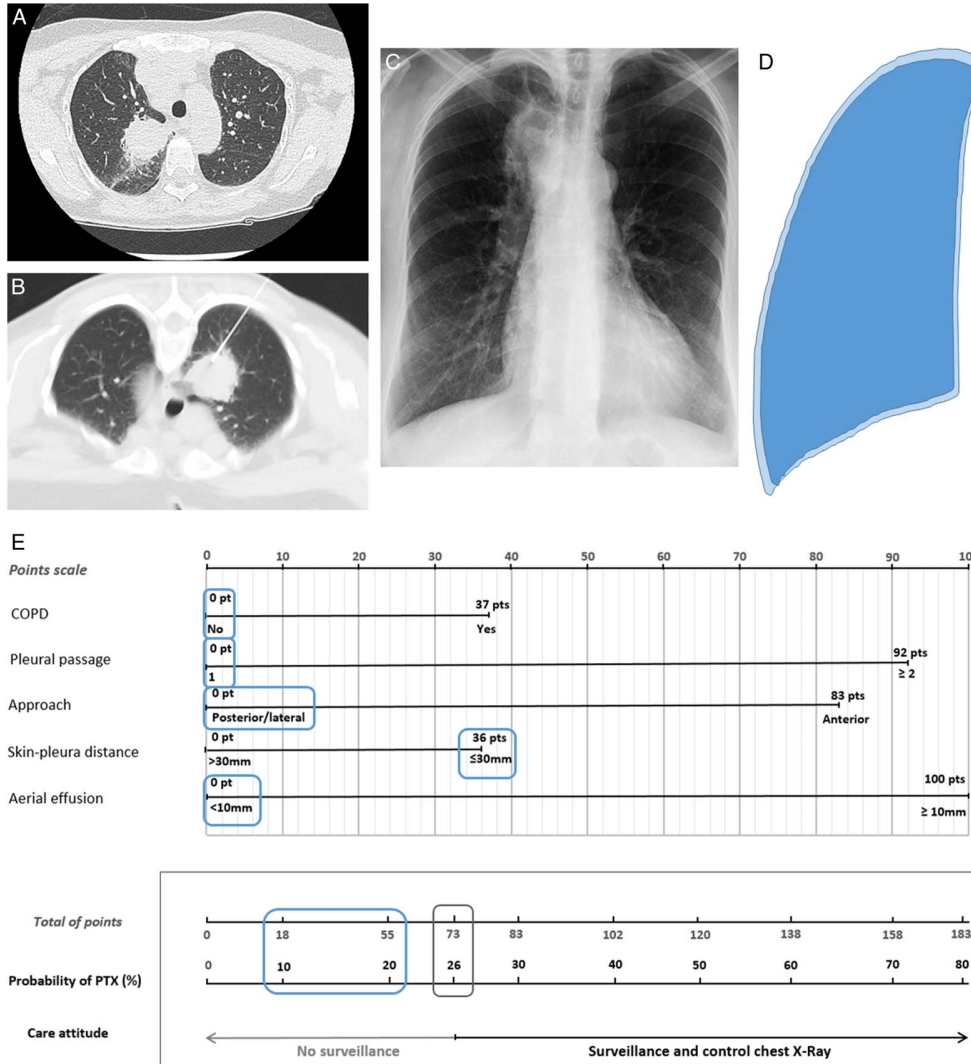 A
B
C
D
E
0 10 20 30 40 50 60 70 80 90 10
Points scale
COPD
0 pt 37 pts
No Yes
Pleural passage
0 pt 92 pts
1 ≥ 2
Approach
0 pt 83 pts
Posterior/lateral Anterior
Skin-pleura distance
0 pt 36 pts
>30mm ≤30mm
Aerial effusion
0 pt 100 pts
<10mm ≥ 10mm
Total of points
0 18 55 73 83 102 120 138 158 183
Probability of PTX (%)
0 10 20 26 30 40 50 60 70 80
Care attitude
No surveillance Surveillance and control chest X-Ray